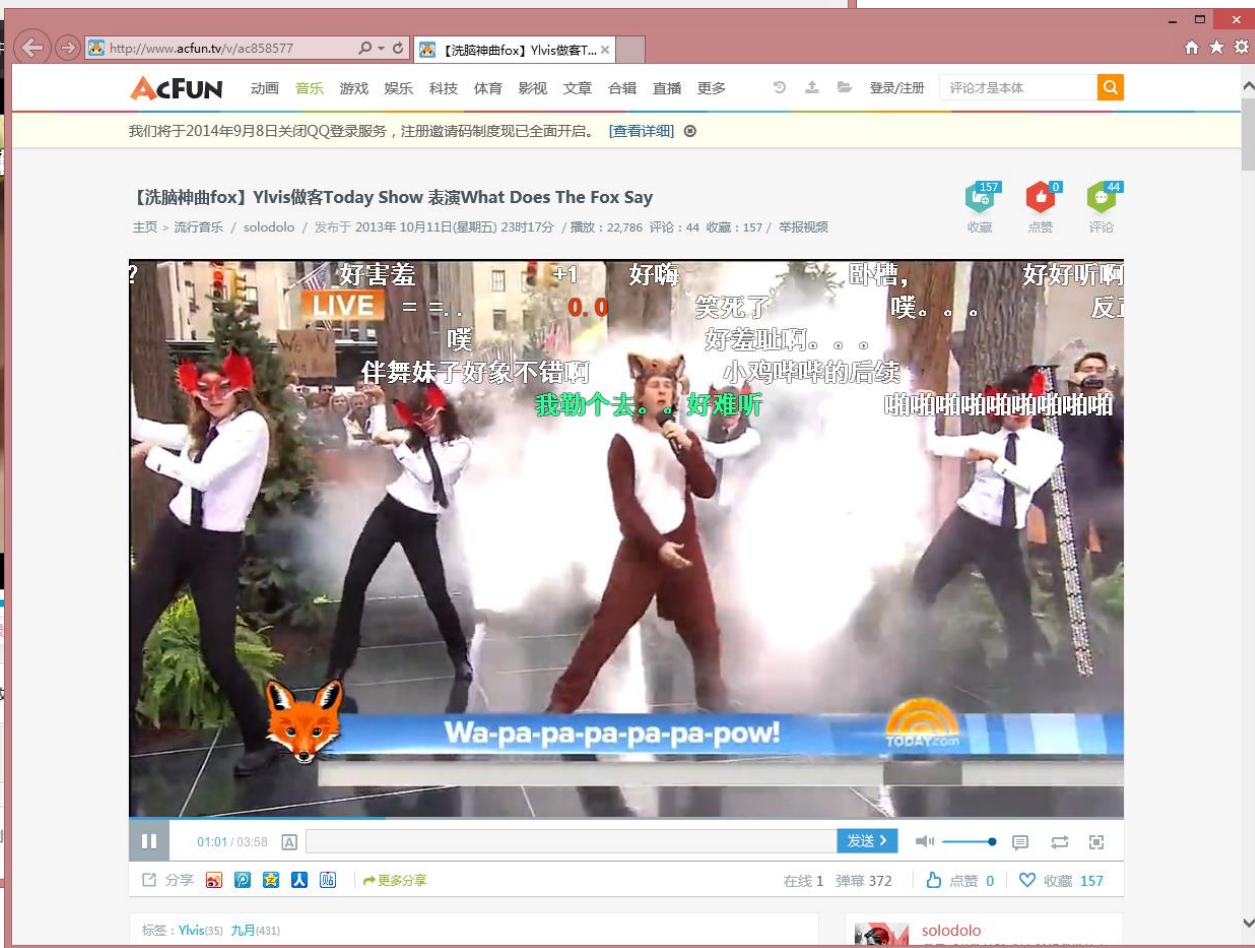 http://www.acfun.tv/v/ac858577
【洗脑神曲fox】Ylvis做客T...
ACFUN 动画 音乐 游戏 娱乐 科技 体育 影视 文章 合辑 直播 更多 登录/注册 评论才是本体
我们将于2014年9月8日关闭QQ登录服务，注册邀请码制度现已全面开启。 [查看详细]
【洗脑神曲fox】Ylvis做客Today Show 表演What Does The Fox Say
157 0 44
主页 > 流行音乐 / solodolo / 发布于 2013年 10月11日(星期五) 23时17分 / 播放：22,786 评论：44 收藏：157 / 举报视频
收藏 点赞 评论
? 好害羞 +1 好嗨 卧槽， 好好听啊
LIVE = =. . 0.0 笑死了 噗。。。
噗 好羞耻啊。。。
伴舞妹子好象不错啊 小鸡哔哔的后续
我勒个去。。好难听 啪啪啪啪啪啪啪啪啪
Wa-pa-pa-pa-pa-pa-pow!
TODAY.com
01:01 / 03:58 A 发送 >
分享 贴 更多分享 在线 1 弹幕 372 点赞 0 收藏 157
标签：Ylvis(35) 九月(431)
solodolo